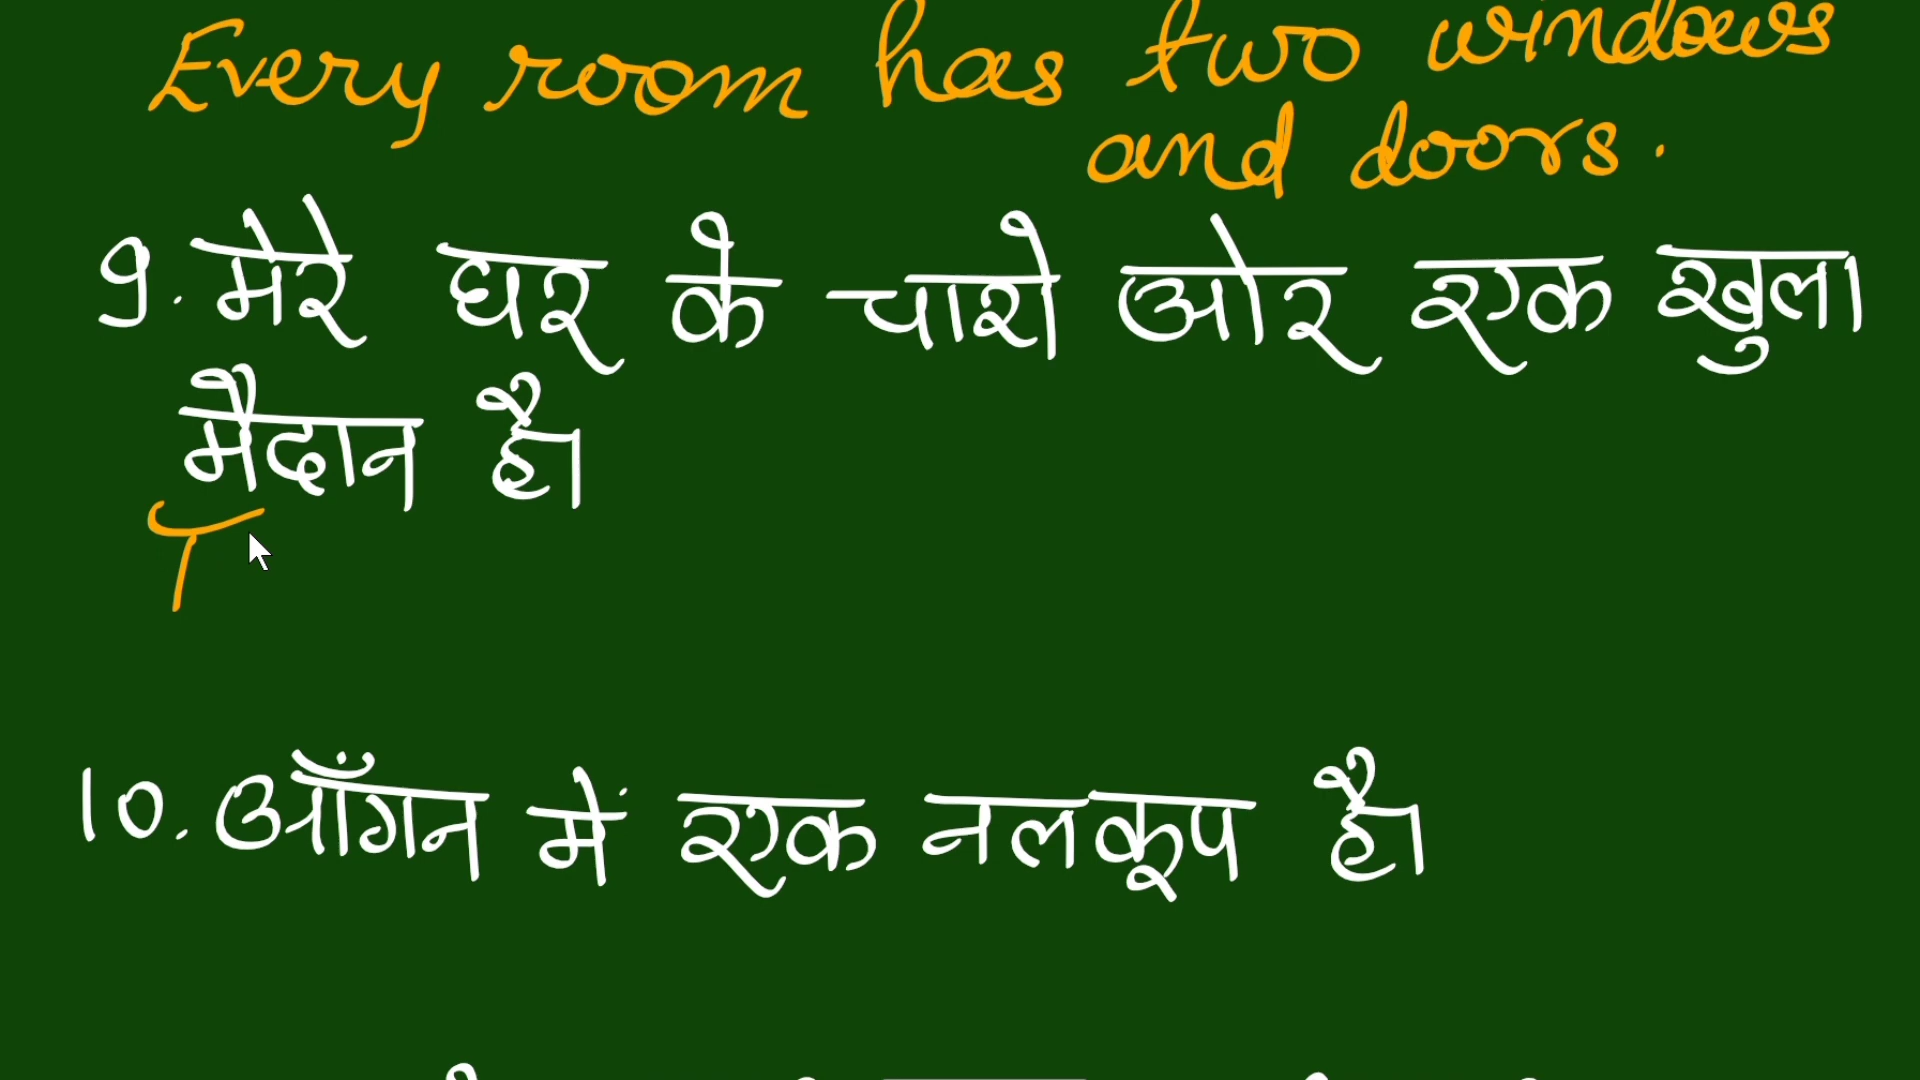 Every room has two windows
and doors.
9. मेरे घर के चारो ओर एक खुला
मैदान है।
T
10. आँगन में एक नलकूप है।